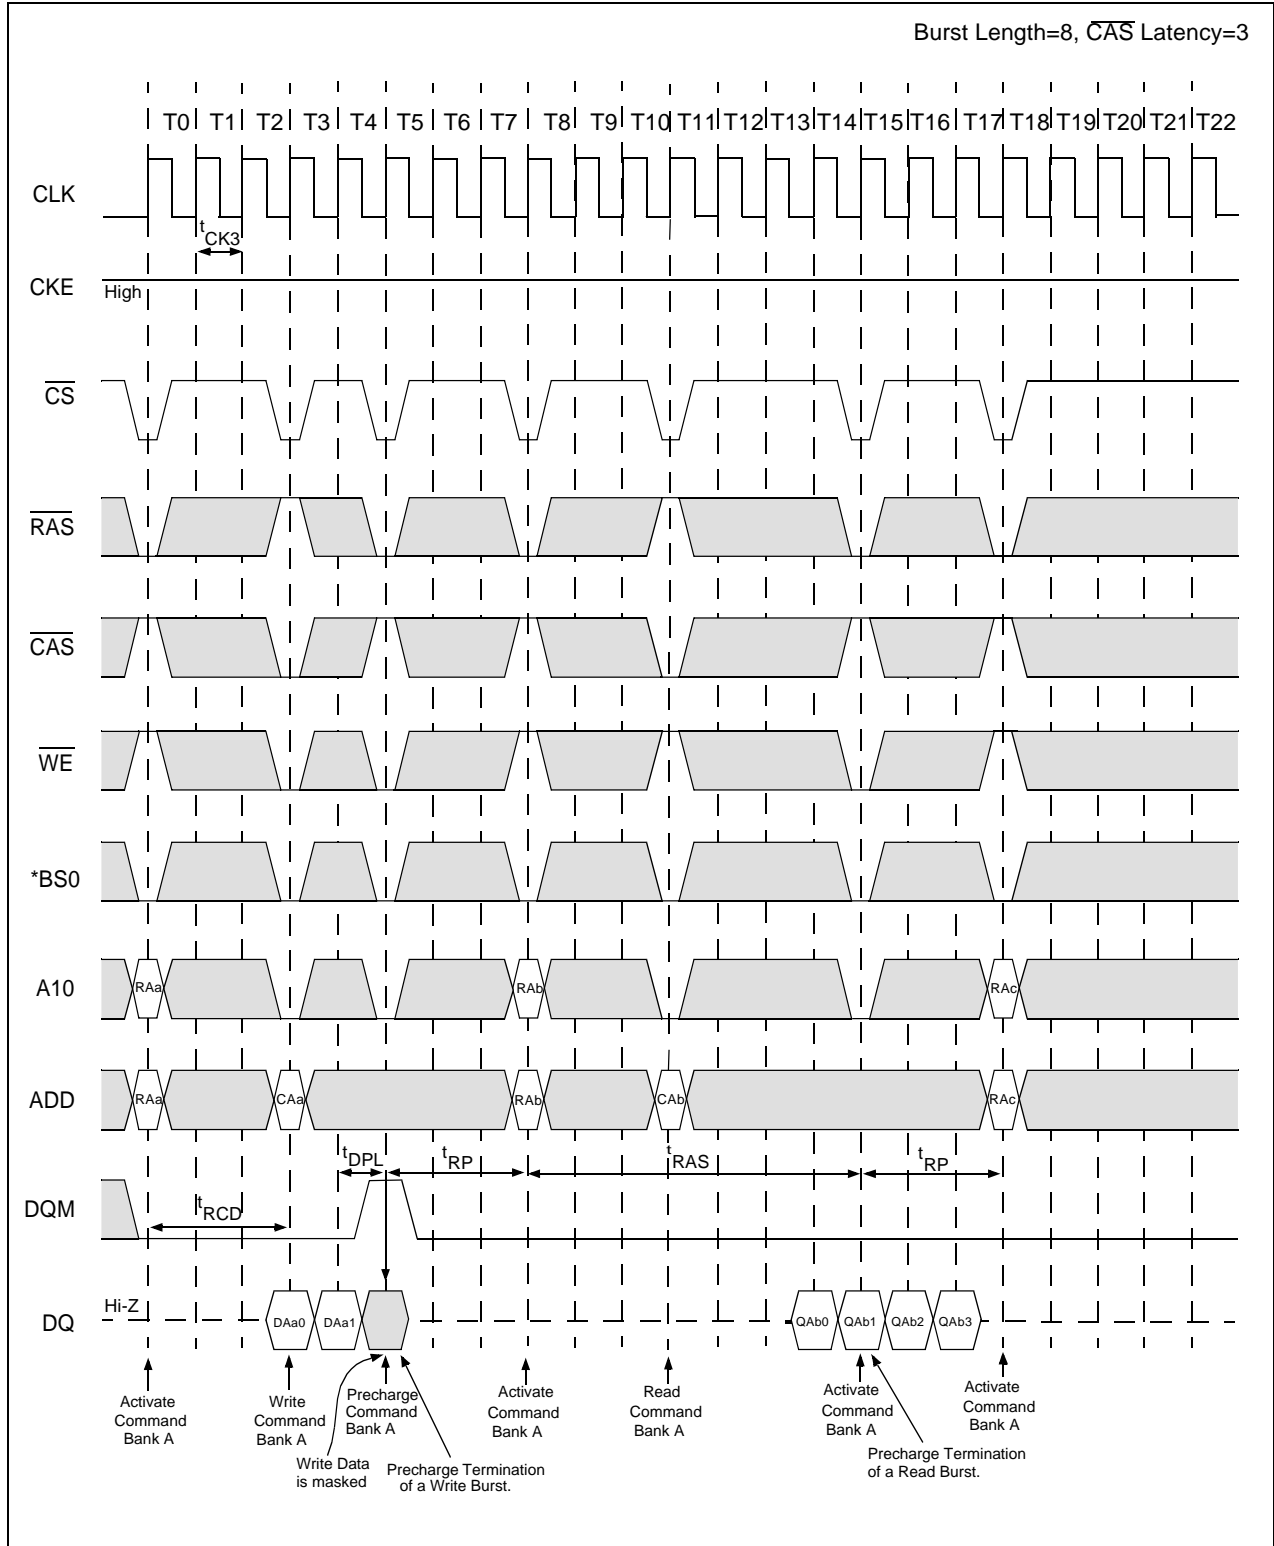 Burst Length=8, CAS Latency=3
T0 T1 T2 T3 T4 T5 T6 T7 T8 T9 T10 T11 T12 T13 T14 T15 T16 T17 T18 T19 T20 T21 T22
CLK
tCK3
CKE
High
CS
RAS
CAS
WE
*BS0
A10
RAa RAb RAc
ADD
RAa CAa RAb CAb RAc
tDPL tRP tRAS tRP
DQM
tRCD
DQ
Hi-Z
DAa0 DAa1 QAb0 QAb1 QAb2 QAb3
Activate
Command
Bank A
Write
Command
Bank A
Precharge
Command
Bank A
Activate
Command
Bank A
Read
Command
Bank A
Activate
Command
Bank A
Activate
Command
Bank A
Write Data
is masked
Precharge Termination
of a Write Burst.
Precharge Termination
of a Read Burst.